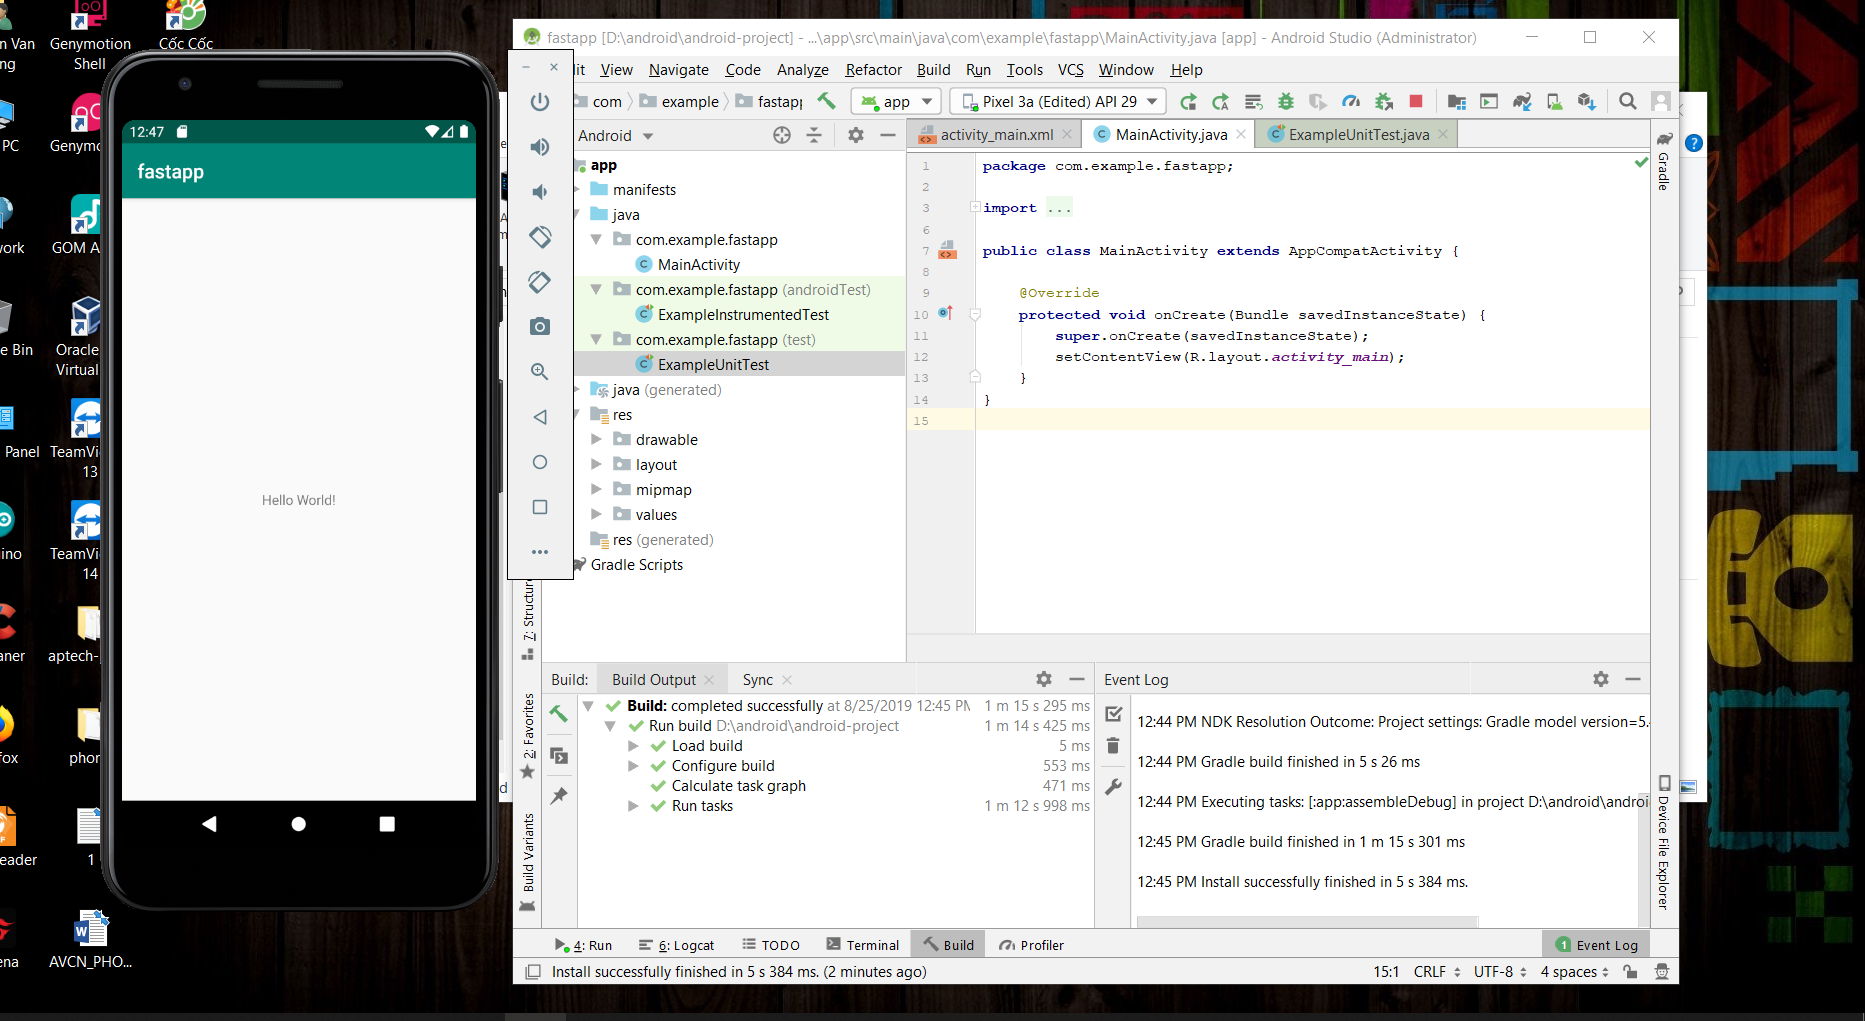 n Van
ng
Genymotion
Shell
Cốc Cốc
PC
Genymo
work
GOM A
e Bin
Oracle
Virtual
Panel
TeamVi
13
ino
TeamVi
14
aner
aptech-
fox
phor
eader
1
ena
AVCN_PHO...
12:47
fastapp
Hello World!
fastapp [D:\android\android-project] - ...\app\src\main\java\com\example\fastapp\MainActivity.java [app] - Android Studio (Administrator)
it View Navigate Code Analyze Refactor Build Run Tools VCS Window Help
com example fastapp app Pixel 3a (Edited) API 29
Android
activity_main.xml MainActivity.java ExampleUnitTest.java
app
manifests
java
com.example.fastapp
MainActivity
com.example.fastapp (androidTest)
ExampleInstrumentedTest
com.example.fastapp (test)
ExampleUnitTest
java (generated)
res
drawable
layout
mipmap
values
res (generated)
Gradle Scripts
1 package com.example.fastapp;
2
3 import ...
6
7 public class MainActivity extends AppCompatActivity {
8
9 @Override
10 protected void onCreate(Bundle savedInstanceState) {
11 super.onCreate(savedInstanceState);
12 setContentView(R.layout.activity_main);
13 }
14 }
15
Gradle
Device File Explorer
7: Structure
2: Favorites
Build Variants
Build: Build Output Sync
Build: completed successfully at 8/25/2019 12:45 PM 1 m 15 s 295 ms
Run build D:\android\android-project 1 m 14 s 425 ms
Load build 5 ms
Configure build 553 ms
Calculate task graph 471 ms
Run tasks 1 m 12 s 998 ms
Event Log
12:44 PM NDK Resolution Outcome: Project settings: Gradle model version=5.
12:44 PM Gradle build finished in 5 s 26 ms
12:44 PM Executing tasks: [:app:assembleDebug] in project D:\android\androi
12:45 PM Gradle build finished in 1 m 15 s 301 ms
12:45 PM Install successfully finished in 5 s 384 ms.
4: Run 6: Logcat TODO Terminal Build Profiler 1 Event Log
Install successfully finished in 5 s 384 ms. (2 minutes ago) 15:1 CRLF UTF-8 4 spaces